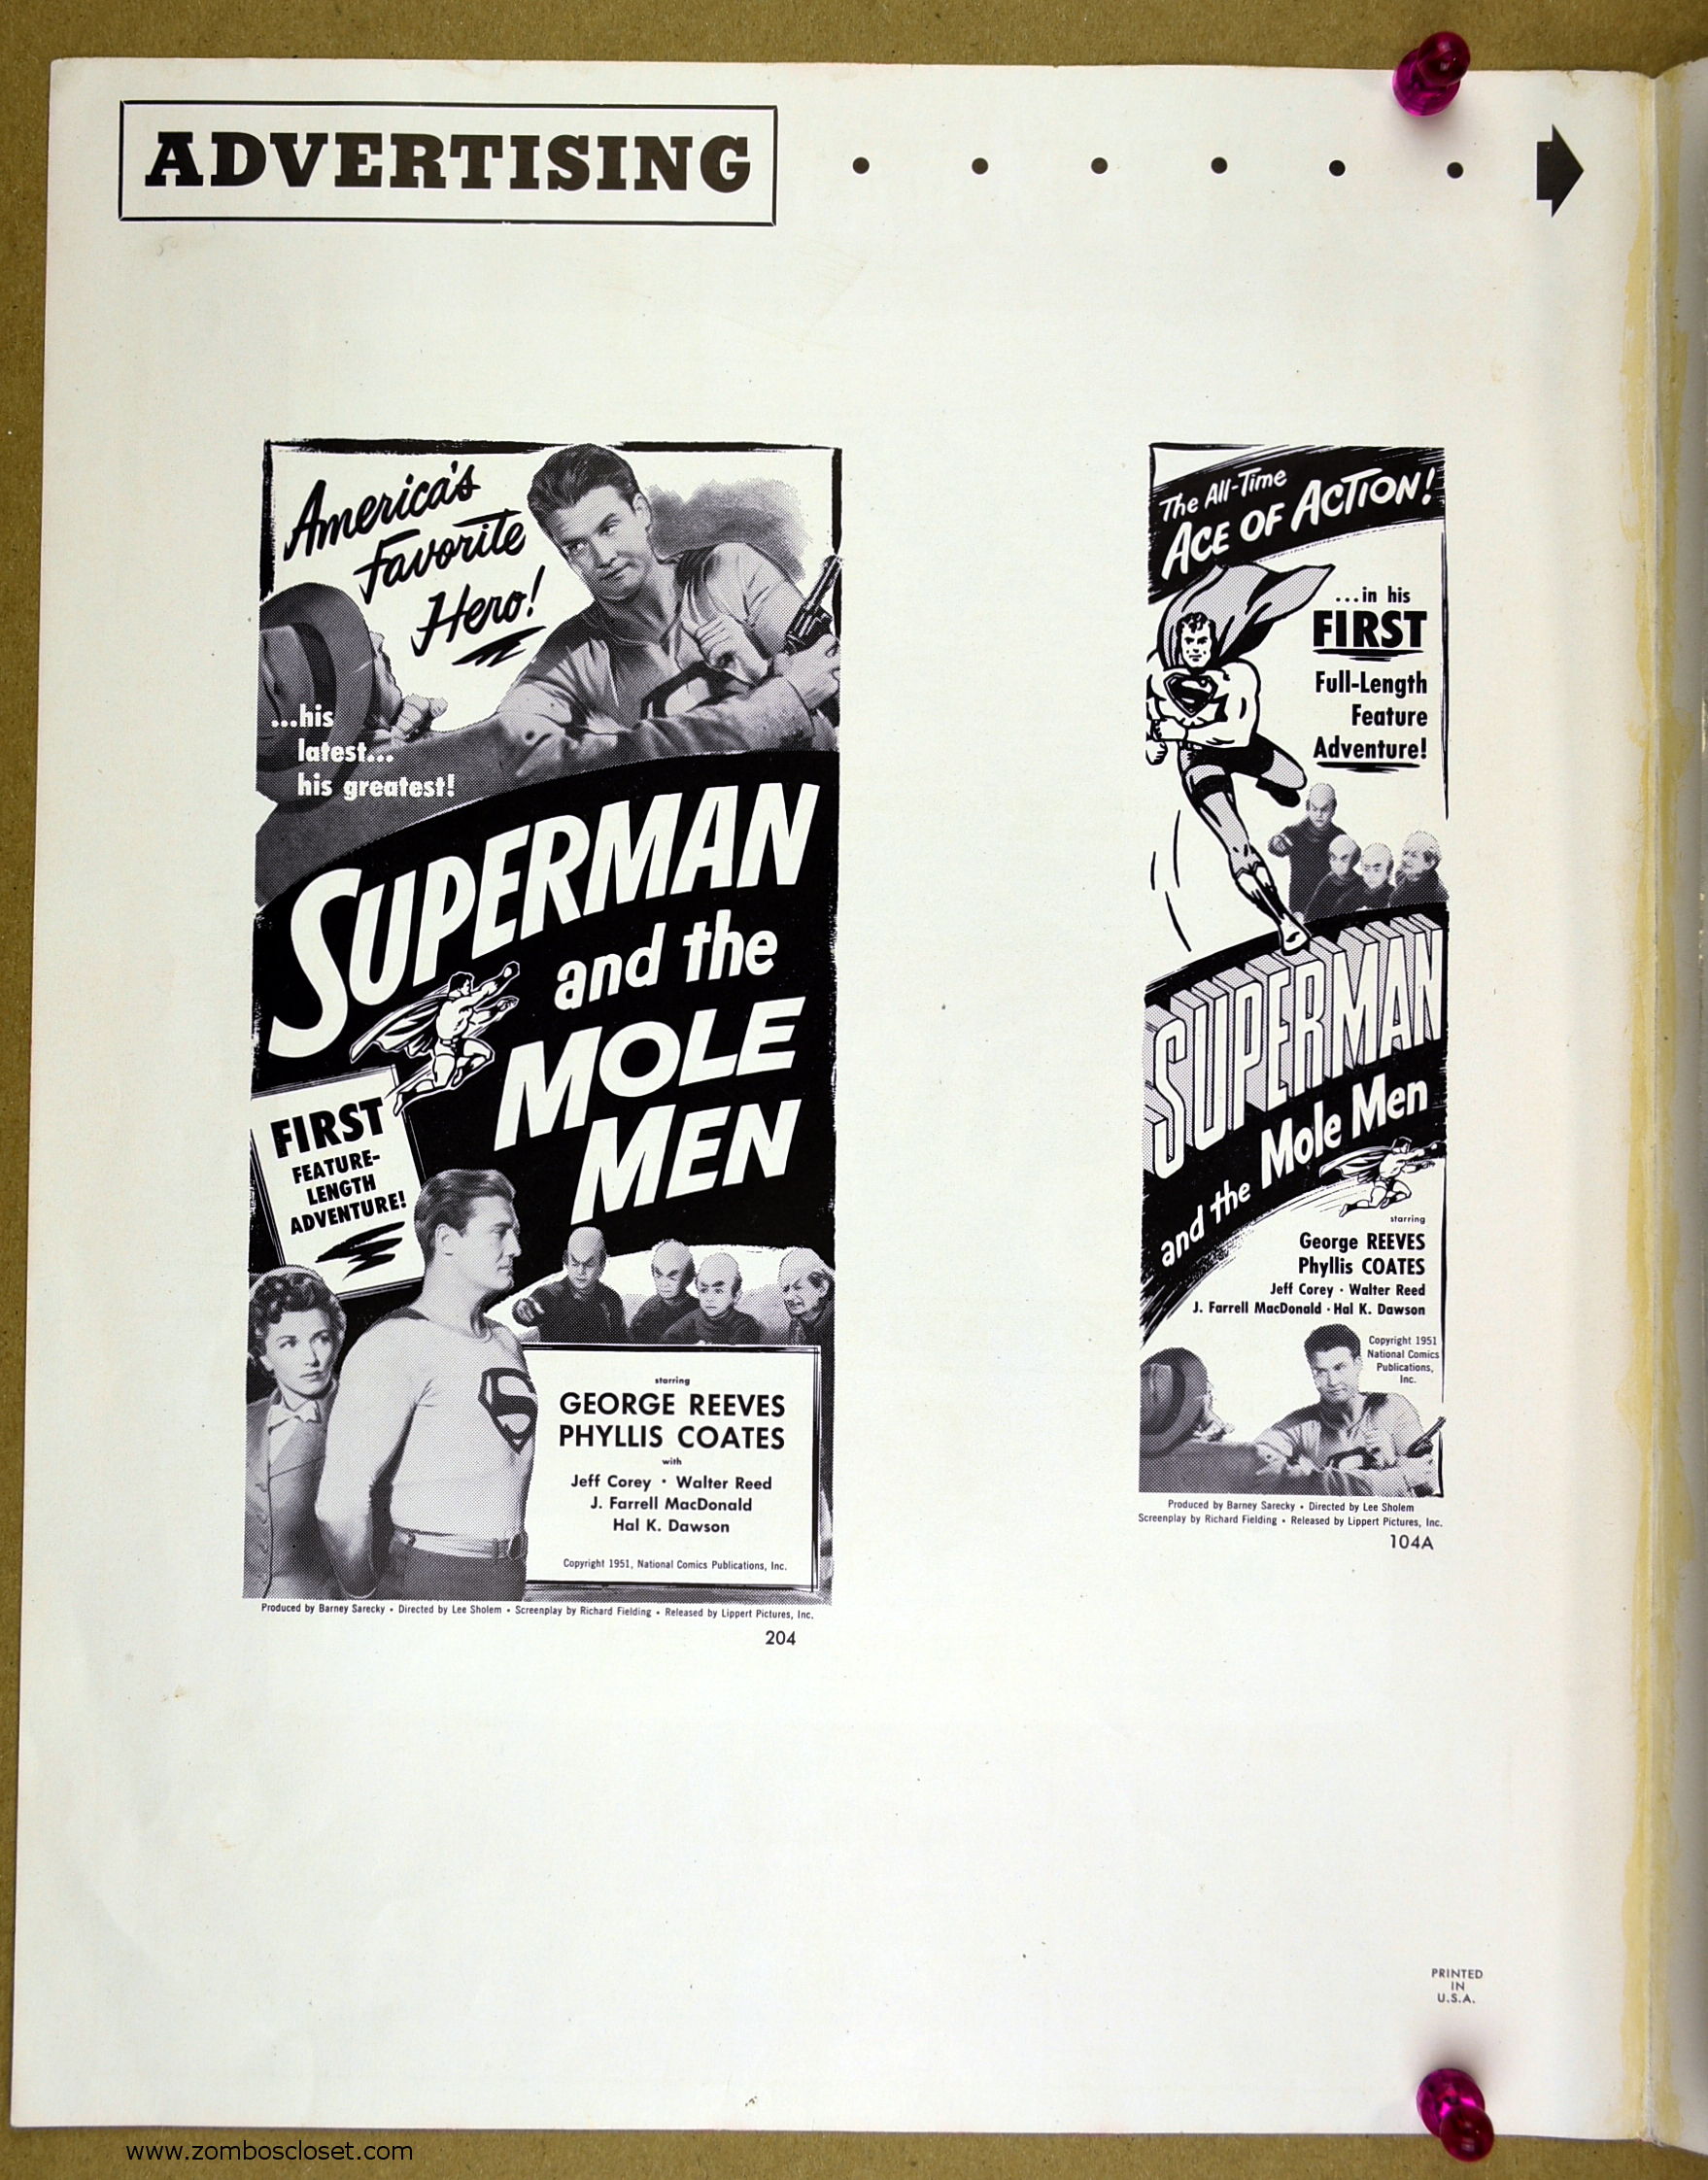 ADVERTISING
America's
Favorite
Hero!
...his
latest...
his greatest!
SUPERMAN
and the
MOLE
MEN
FIRST
FEATURE-
LENGTH
ADVENTURE!
S
starring
GEORGE REEVES
PHYLLIS COATES
with
Jeff Corey • Walter Reed
J. Farrell MacDonald
Hal K. Dawson
Copyright 1951, National Comics Publications, Inc.
Produced by Barney Sarecky • Directed by Lee Sholem • Screenplay by Richard Fielding • Released by Lippert Pictures, Inc.
204
The All-Time
ACE OF ACTION!
...in his
FIRST
Full-Length
Feature
Adventure!
SUPERMAN
and the Mole Men
starring
George REEVES
Phyllis COATES
Jeff Corey • Walter Reed
J. Farrell MacDonald • Hal K. Dawson
Copyright 1951
National Comics
Publications,
Inc.
Produced by Barney Sarecky • Directed by Lee Sholem
Screenplay by Richard Fielding • Released by Lippert Pictures, Inc.
104A
PRINTED
IN
U.S.A.
www.zomboscloset.com